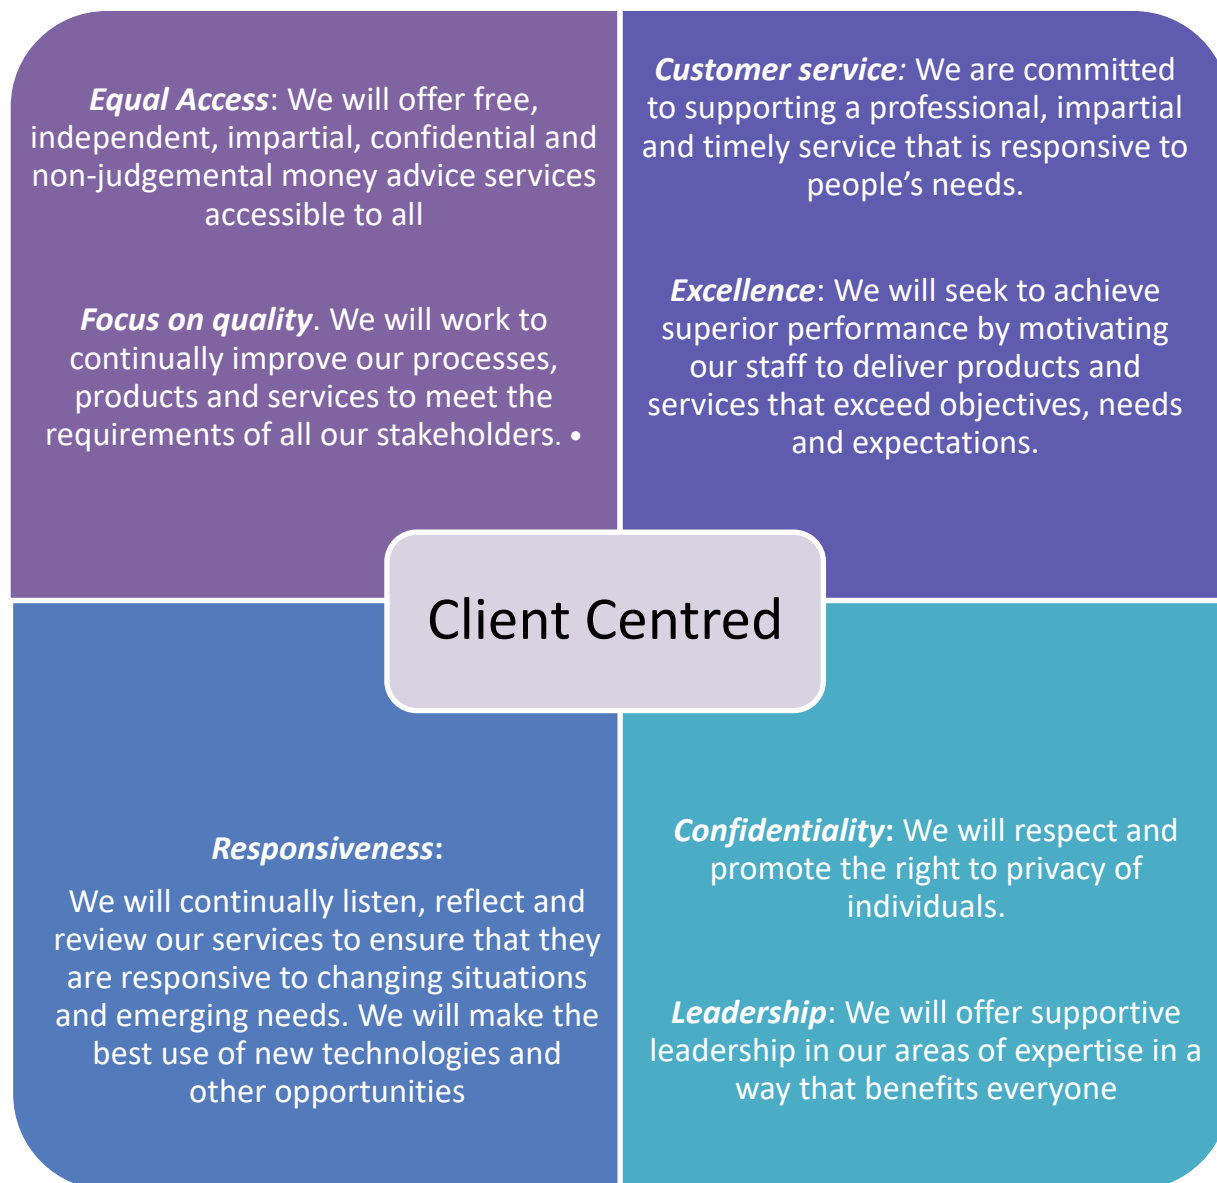 Equal Access: We will offer free,
independent, impartial, confidential and
non-judgemental money advice services
accessible to all
Focus on quality. We will work to
continually improve our processes,
products and services to meet the
requirements of all our stakeholders. •
Customer service: We are committed
to supporting a professional, impartial
and timely service that is responsive to
people’s needs.
Excellence: We will seek to achieve
superior performance by motivating
our staff to deliver products and
services that exceed objectives, needs
and expectations.
Client Centred
Responsiveness:
We will continually listen, reflect and
review our services to ensure that they
are responsive to changing situations
and emerging needs. We will make the
best use of new technologies and
other opportunities
Confidentiality: We will respect and
promote the right to privacy of
individuals.
Leadership: We will offer supportive
leadership in our areas of expertise in a
way that benefits everyone